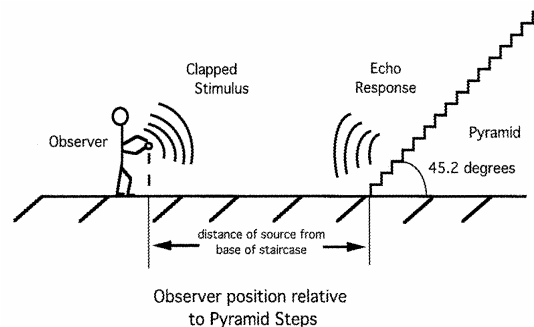 Clapped
Stimulus
Echo
Response
Observer
Pyramid
45.2 degrees
distance of source from
base of staircase
Observer position relative
to Pyramid Steps